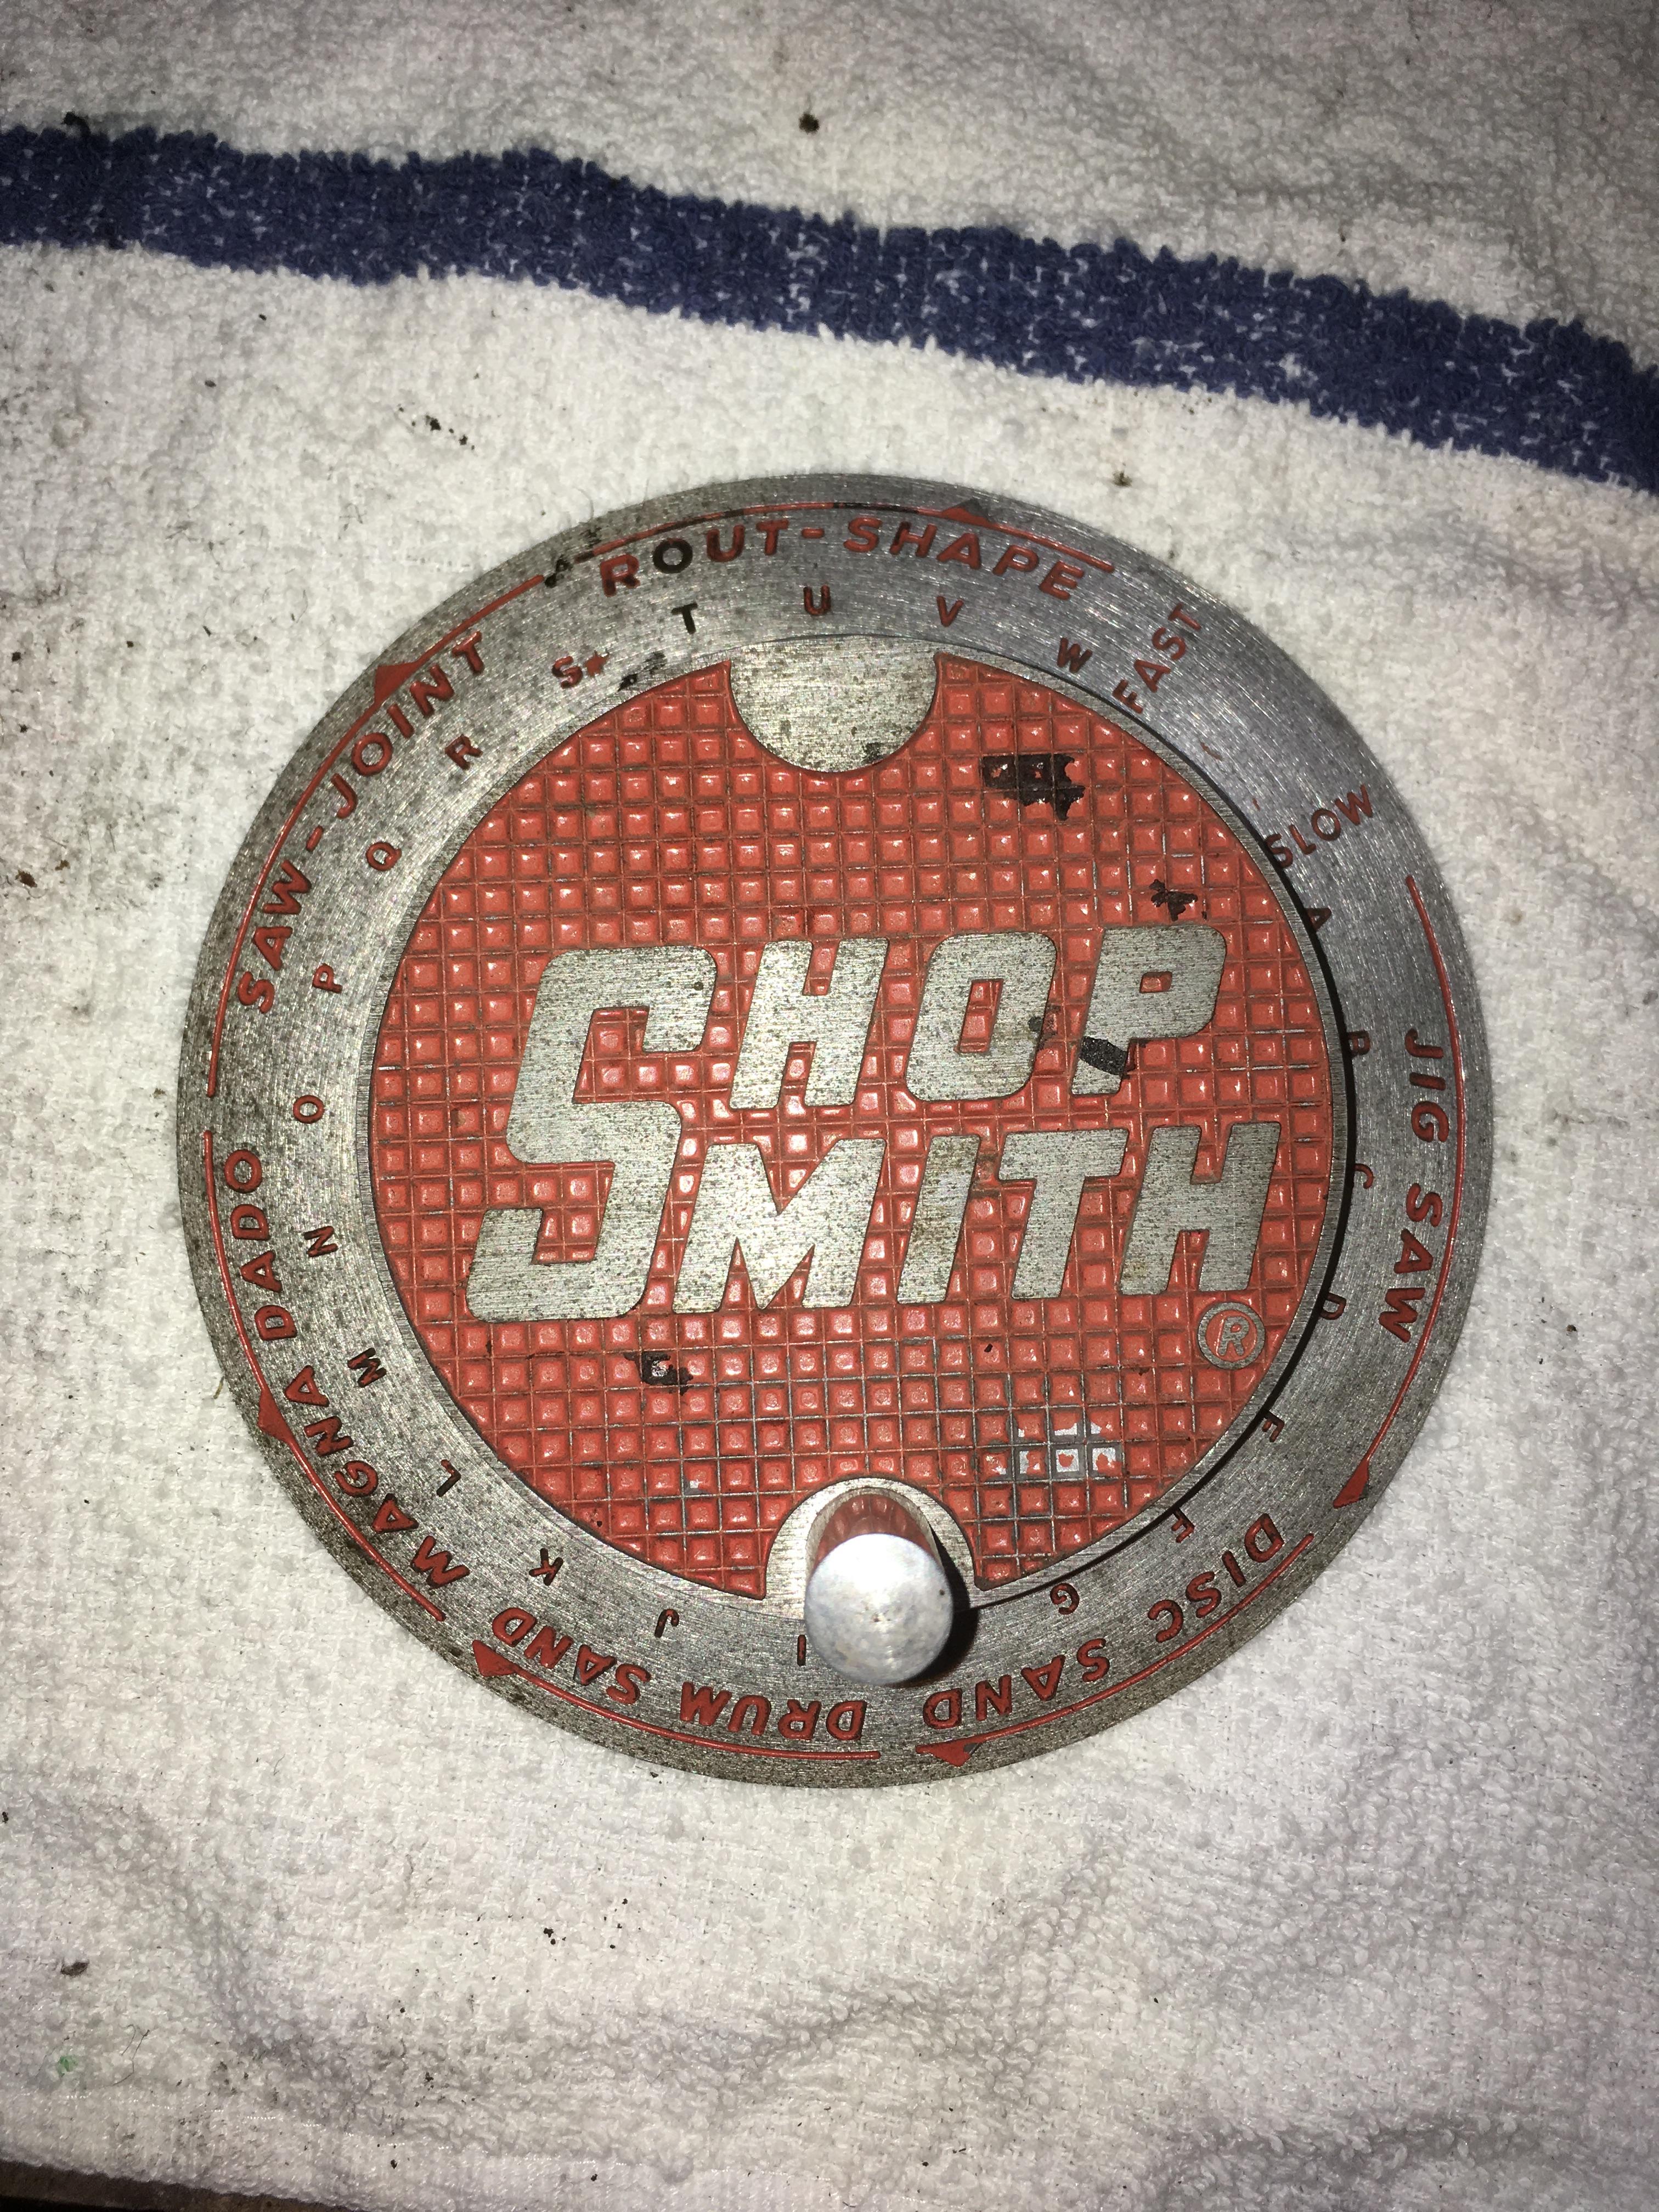 SHOP
SMITH
®
SLOW
JIG SAW
DISC SAND
DRUM SAND
MAGNA DADO
SAW-JOINT
ROUT-SHAPE
FAST
A B C D E F G I J K L M N O P Q R S* T U V W